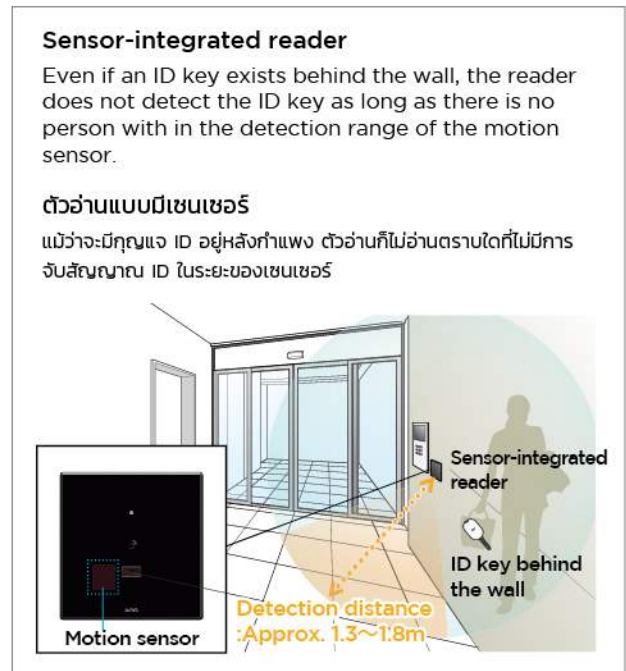 Sensor-integrated reader
Even if an ID key exists behind the wall, the reader
does not detect the ID key as long as there is no
person with in the detection range of the motion
sensor.
ตัวอ่านแบบมีเซนเซอร์
แม้ว่าจะมีกุญแจ ID อยู่หลังกำแพง ตัวอ่านก็ไม่อ่านตราบใดที่ไม่มีการ
จับสัญญาณ ID ในระยะของเซนเซอร์
Sensor-integrated
reader
ID key behind
the wall
Detection distance
:Approx. 1.3～1.8m
Motion sensor